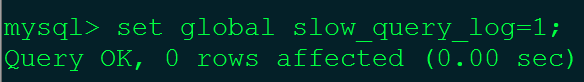 mysql> set global slow_query_log=1;
Query OK, 0 rows affected (0.00 sec)